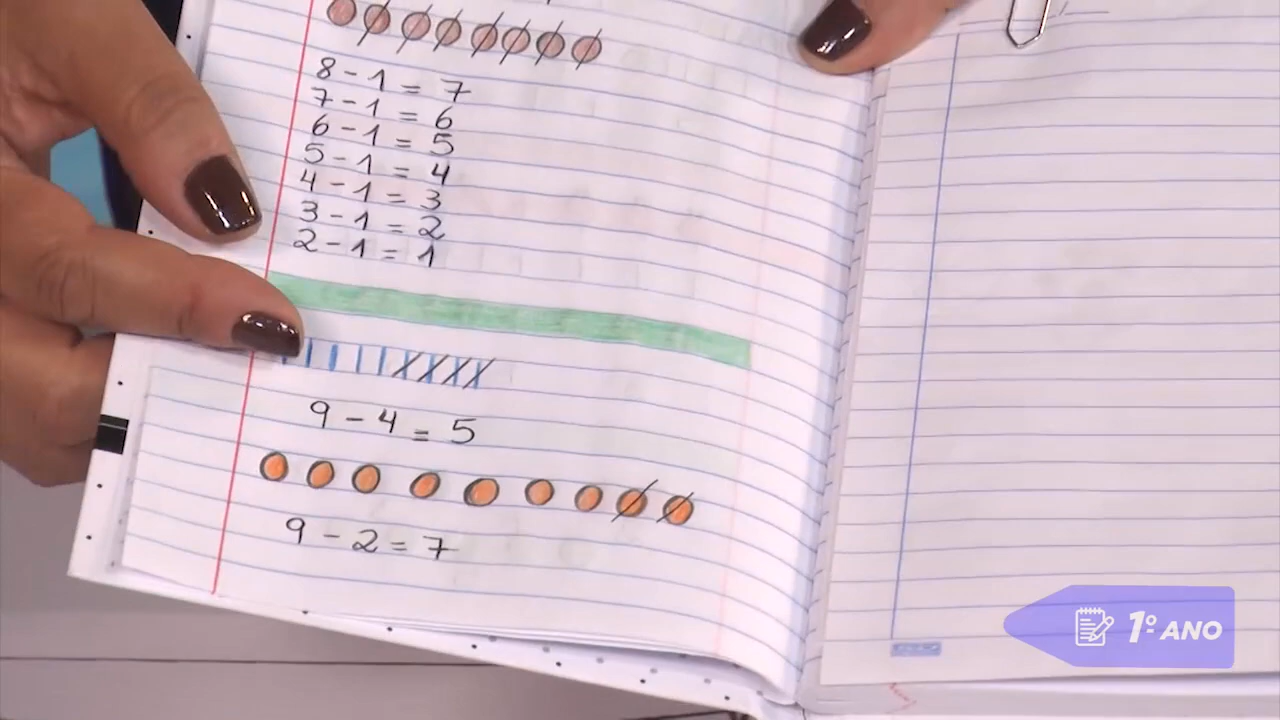 8 - 1 = 7
7 - 1 = 6
6 - 1 = 5
5 - 1 = 4
4 - 1 = 3
3 - 1 = 2
2 - 1 = 1
9 - 4 = 5
9 - 2 = 7
1º ANO